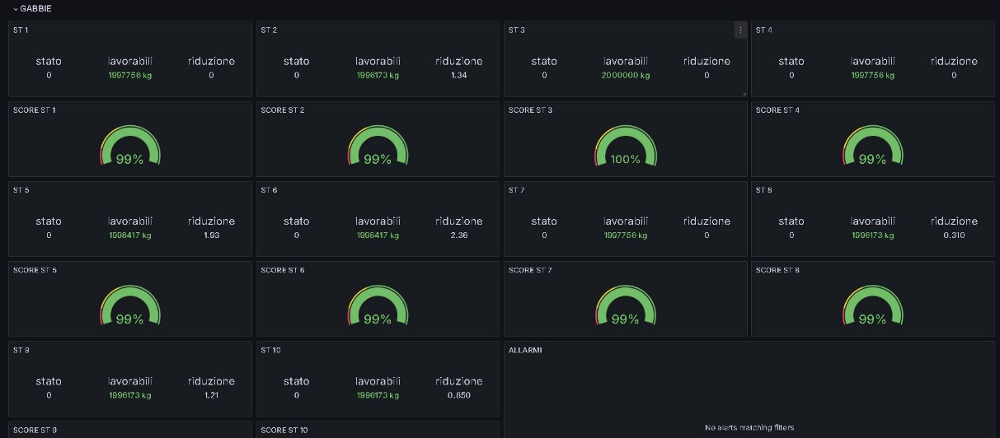 GABBIE
ST 1
stato lavorabili riduzione
0 1997756 kg 0
ST 2
stato lavorabili riduzione
0 1996173 kg 1.34
ST 3
stato lavorabili riduzione
0 2000000 kg 0
ST 4
stato lavorabili riduzione
0 1997756 kg 0
SCORE ST 1
99%
SCORE ST 2
99%
SCORE ST 3
100%
SCORE ST 4
99%
ST 5
stato lavorabili riduzione
0 1998417 kg 1.93
ST 6
stato lavorabili riduzione
0 1998417 kg 2.36
ST 7
stato lavorabili riduzione
0 1997756 kg 0
ST 8
stato lavorabili riduzione
0 1996173 kg 0.310
SCORE ST 5
99%
SCORE ST 6
99%
SCORE ST 7
99%
SCORE ST 8
99%
ST 9
stato lavorabili riduzione
0 1996173 kg 1.21
ST 10
stato lavorabili riduzione
0 1996173 kg 0.650
ALLARMI
No alerts matching filters
SCORE ST 9
SCORE ST 10